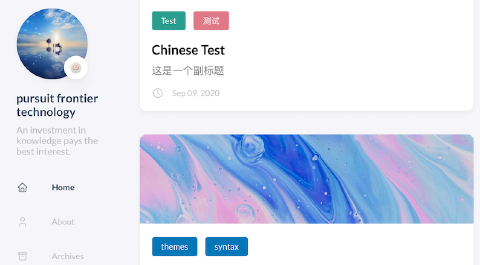 pursuit frontier
technology
An investment in
knowledge pays the
best interest.
Home
About
Archives
Test 测试
Chinese Test
这是一个副标题
Sep 09, 2020
themes syntax